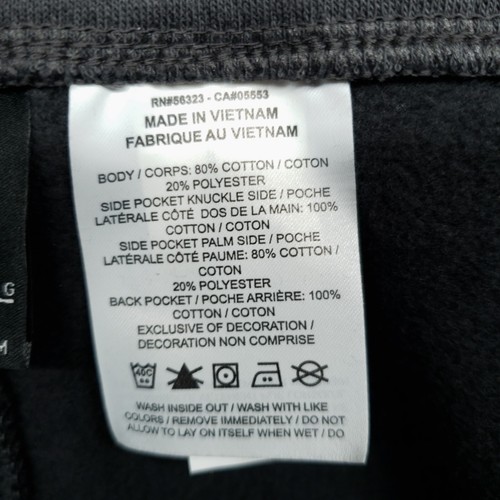 RN#56323 - CA#05553
MADE IN VIETNAM
FABRIQUE AU VIETNAM
BODY / CORPS: 80% COTTON / COTON
20% POLYESTER
SIDE POCKET KNUCKLE SIDE / POCHE
LATÉRALE CÔTÉ DOS DE LA MAIN: 100%
COTTON / COTON
SIDE POCKET PALM SIDE / POCHE
LATÉRALE CÔTÉ PAUME: 80% COTTON /
COTON
20% POLYESTER
BACK POCKET / POCHE ARRIÈRE: 100%
COTTON / COTON
EXCLUSIVE OF DECORATION /
DECORATION NON COMPRISE
40C
WASH INSIDE OUT / WASH WITH LIKE
COLORS / REMOVE IMMEDIATELY / DO NOT
ALLOW TO LAY ON ITSELF WHEN WET / DO
G
M